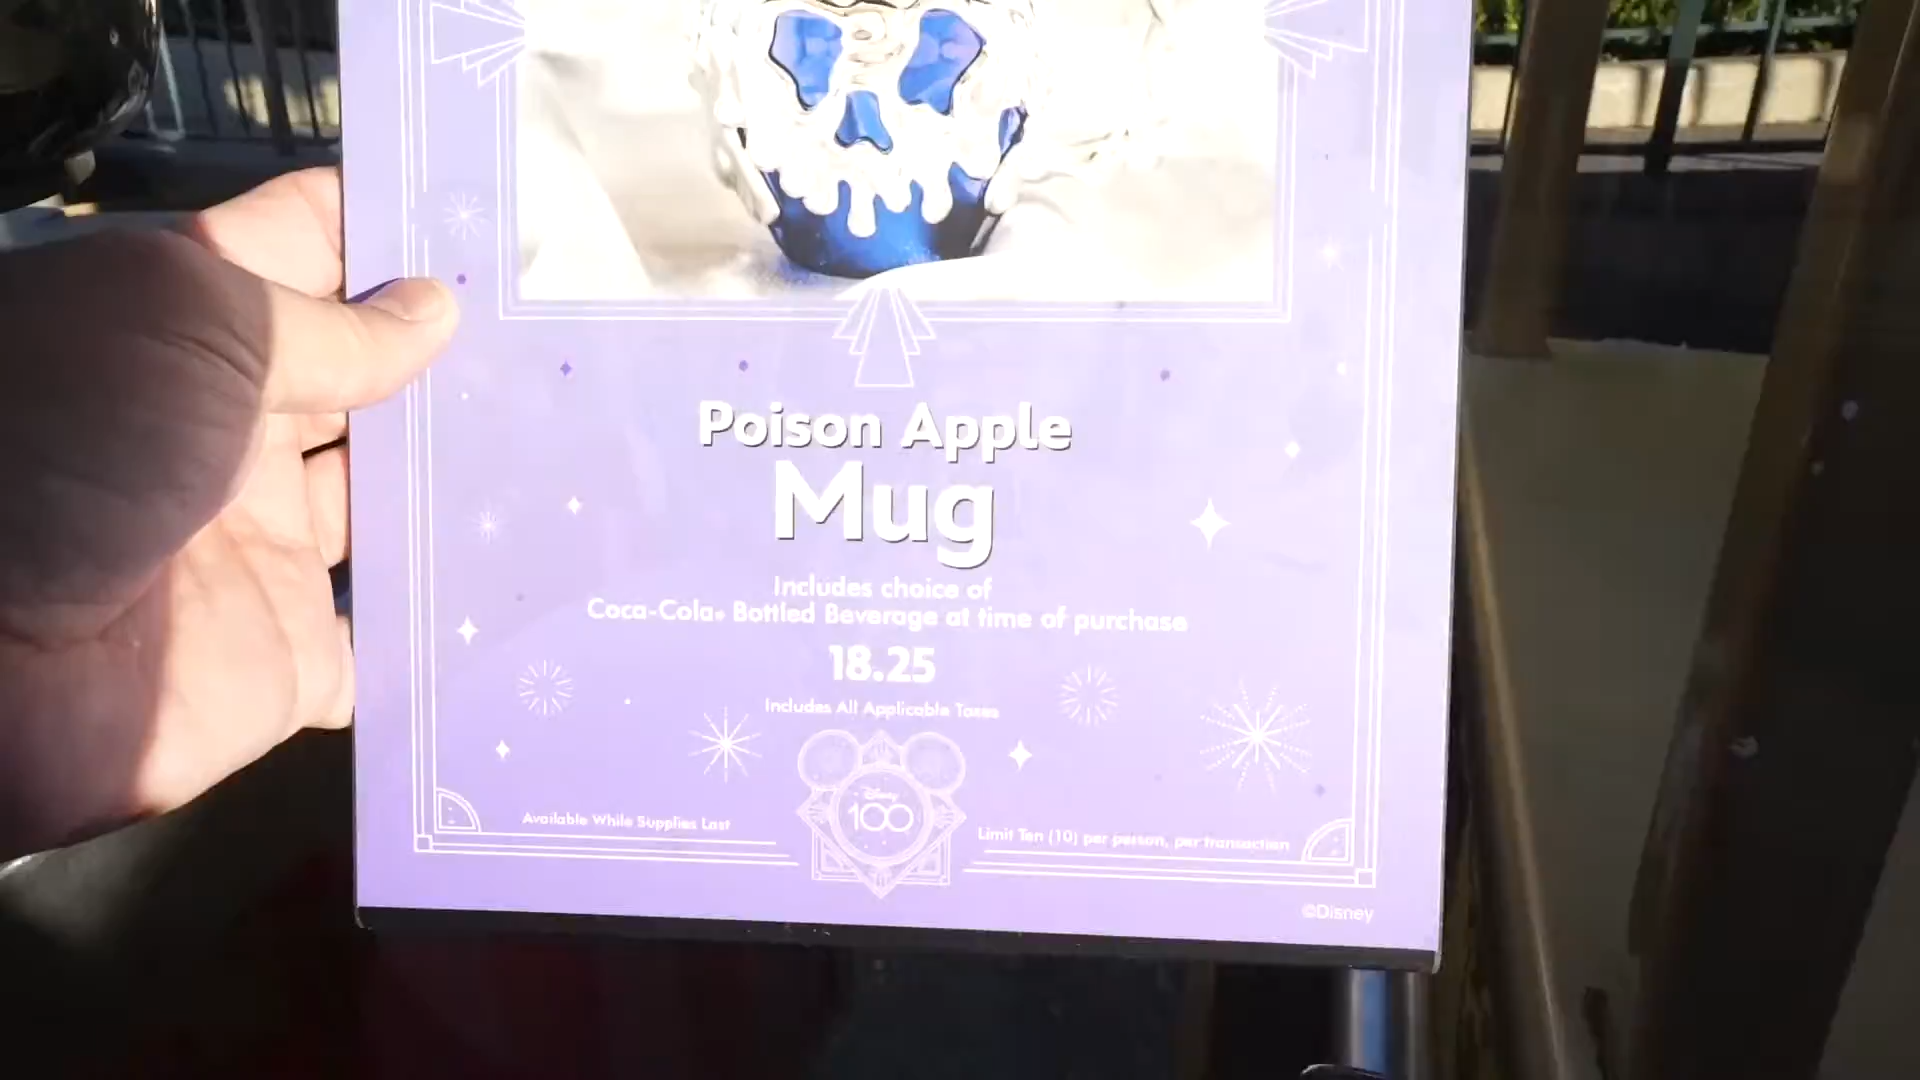 Poison Apple
Mug
Includes choice of
Coca-Cola® Bottled Beverage at time of purchase
18.25
Includes All Applicable Taxes
Disney
100
Available While Supplies Last
Limit Ten (10) per person, per transaction
©Disney